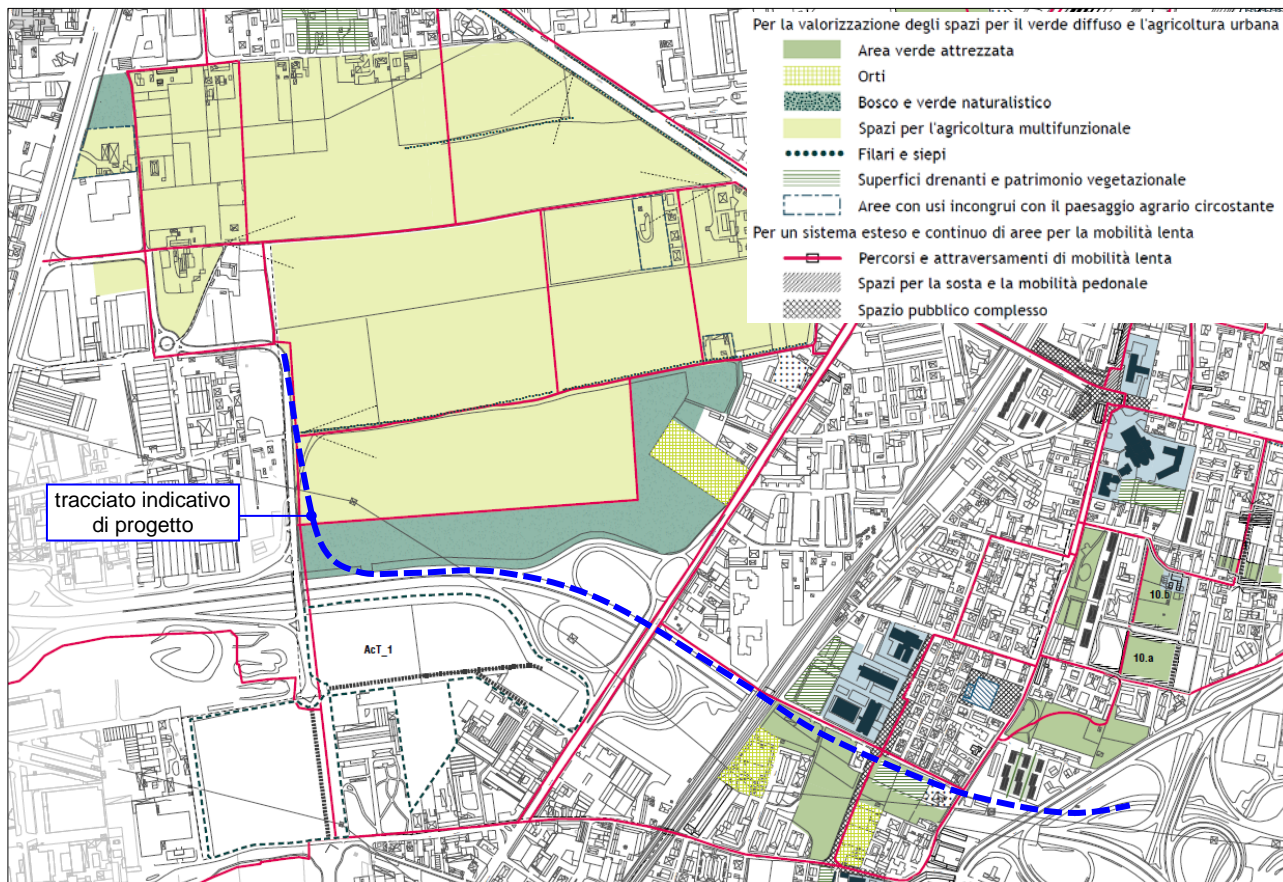 Per la valorizzazione degli spazi per il verde diffuso e l'agricoltura urbana
Area verde attrezzata
Orti
Bosco e verde naturalistico
Spazi per l'agricoltura multifunzionale
Filari e siepi
Superfici drenanti e patrimonio vegetazionale
Aree con usi incongrui con il paesaggio agrario circostante
Per un sistema esteso e continuo di aree per la mobilità lenta
Percorsi e attraversamenti di mobilità lenta
Spazi per la sosta e la mobilità pedonale
Spazio pubblico complesso
tracciato indicativo
di progetto
10.b
10.a
AcT_1